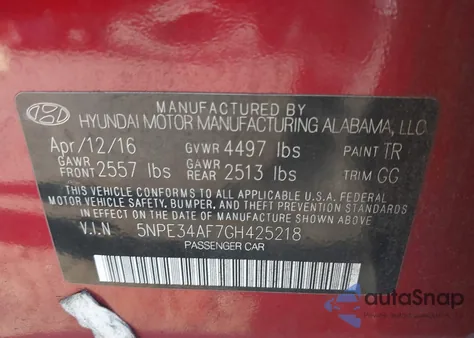 MANUFACTURED BY
HYUNDAI MOTOR MANUFACTURING ALABAMA, LLC
Apr/12/16 GVWR 4497 lbs PAINT TR
GAWR FRONT 2557 lbs GAWR REAR 2513 lbs TRIM GG
THIS VEHICLE CONFORMS TO ALL APPLICABLE U.S.A. FEDERAL
MOTOR VEHICLE SAFETY, BUMPER, AND THEFT PREVENTION STANDARDS
IN EFFECT ON THE DATE OF MANUFACTURE SHOWN ABOVE.
V.I.N 5NPE34AF7GH425218
PASSENGER CAR
autoSnap